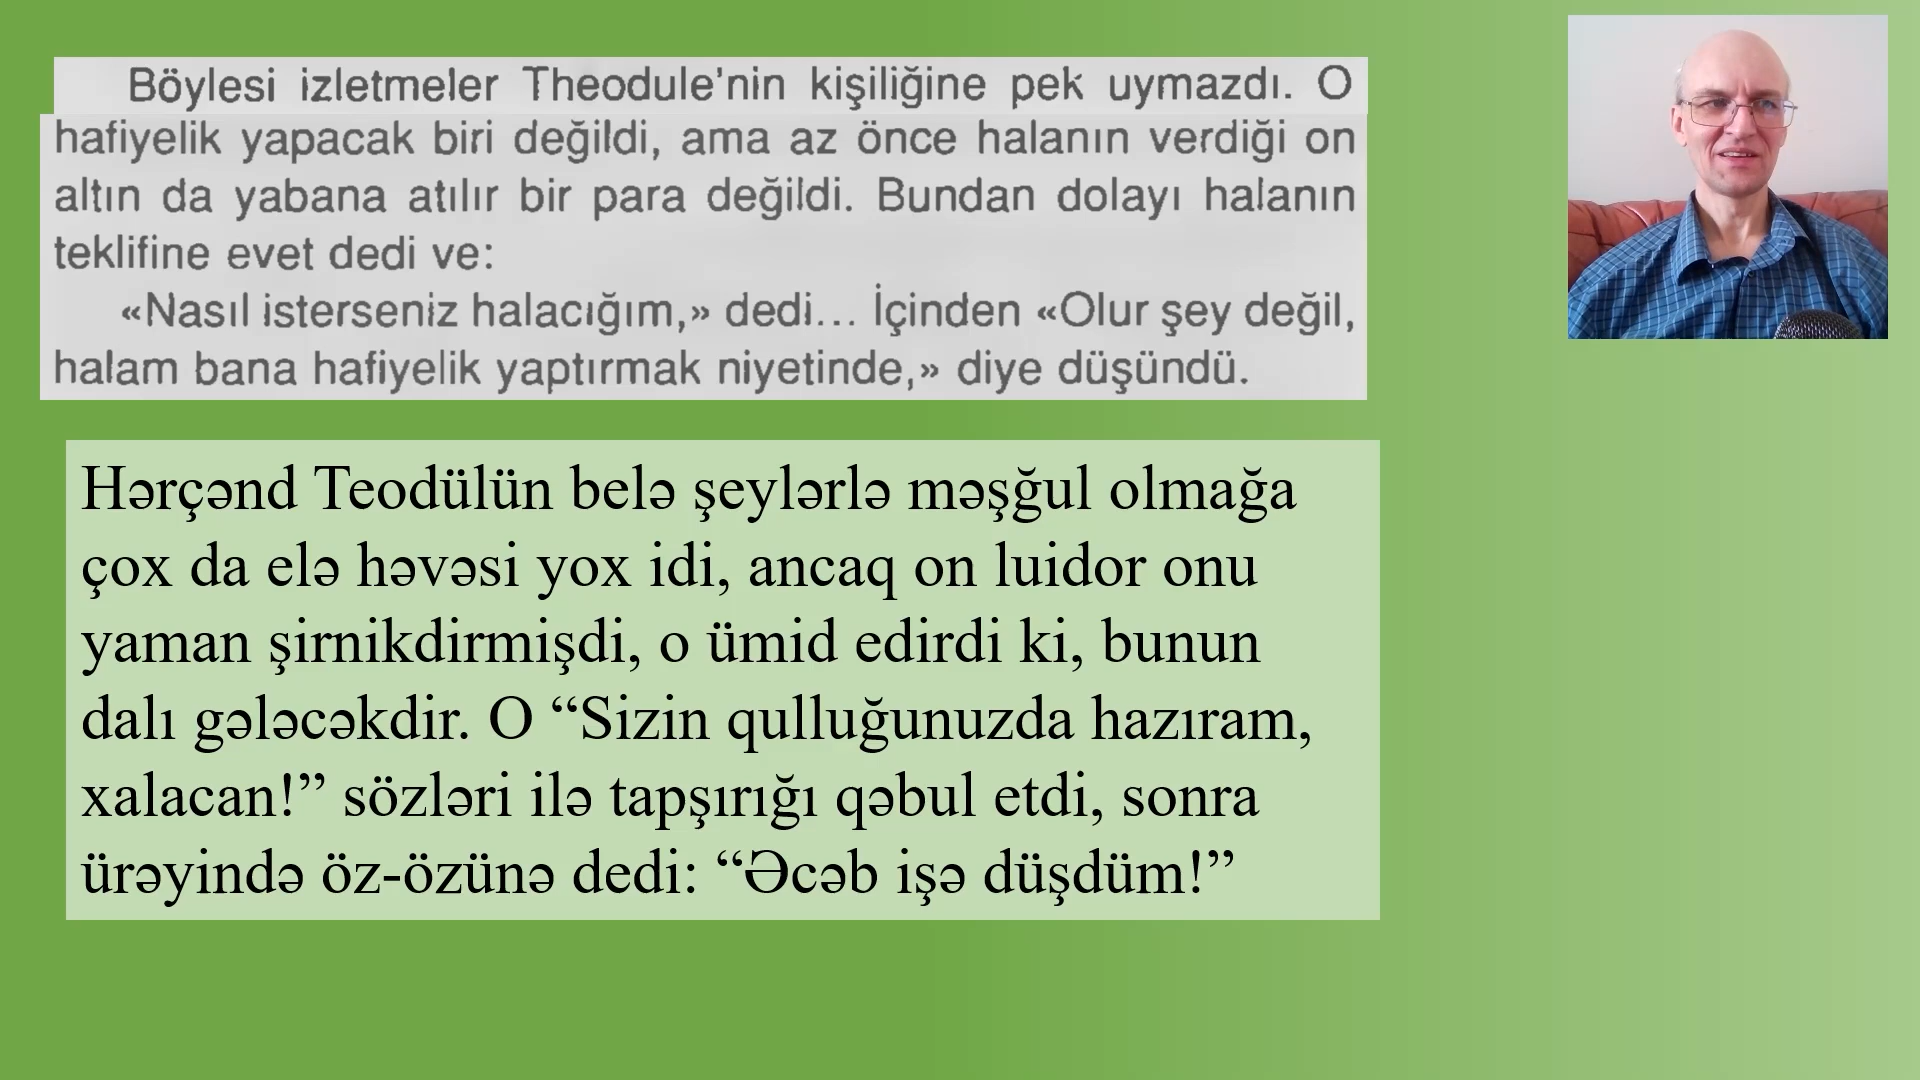 Böylesi izletmeler Theodule'nin kişiliğine pek uymazdı. O
hafiyelik yapacak biri değildi, ama az önce halanın verdiği on
altın da yabana atılır bir para değildi. Bundan dolayı halanın
teklifine evet dedi ve:
«Nasıl isterseniz halacığım,» dedi... İçinden «Olur şey değil,
halam bana hafiyelik yaptırmak niyetinde,» diye düşündü.
Hərçənd Teodülün belə şeylərlə məşğul olmağa
çox da elə həvəsi yox idi, ancaq on luidor onu
yaman şirnikdirmişdi, o ümid edirdi ki, bunun
dalı gələcəkdir. O “Sizin qulluğunuzda hazıram,
xalacan!” sözləri ilə tapşırığı qəbul etdi, sonra
ürəyində öz-özünə dedi: “Əcəb işə düşdüm!”